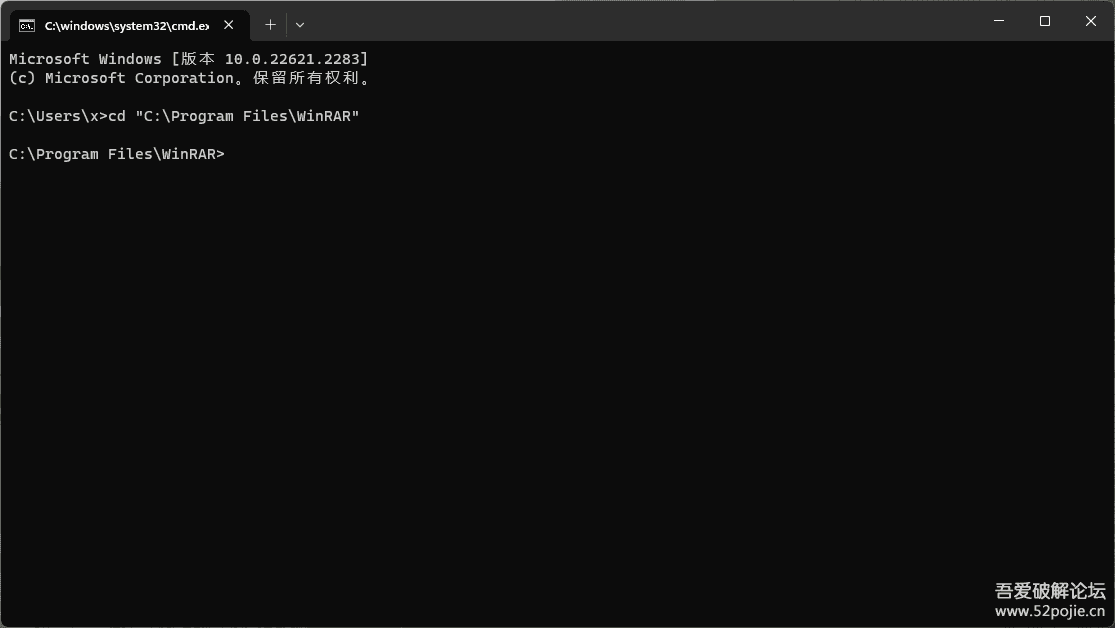 C:\windows\system32\cmd.ex
Microsoft Windows [版本 10.0.22621.2283]
(c) Microsoft Corporation。保留所有权利。
C:\Users\x>cd "C:\Program Files\WinRAR"
C:\Program Files\WinRAR>
吾爱破解论坛
www.52pojie.cn